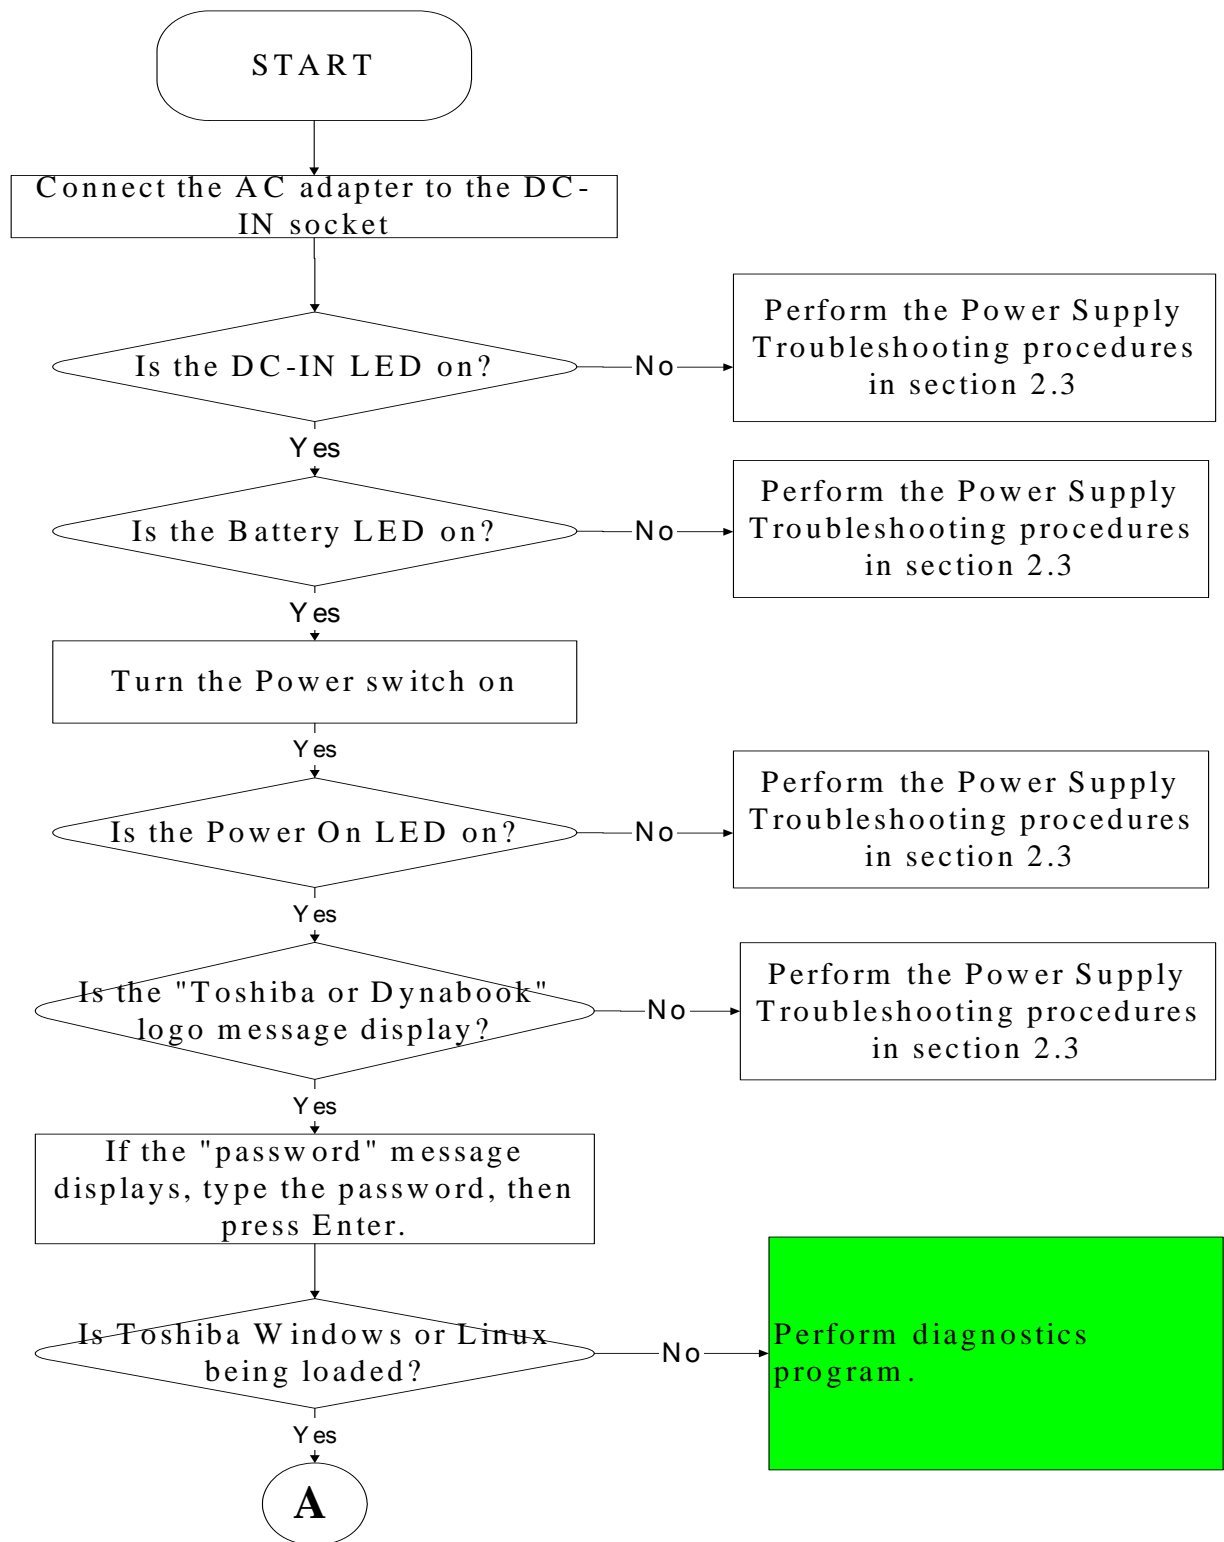 START
Connect the AC adapter to the DC-
IN socket
Is the DC-IN LED on?
No
Perform the Power Supply
Troubleshooting procedures
in section 2.3
Yes
Is the Battery LED on?
No
Perform the Power Supply
Troubleshooting procedures
in section 2.3
Yes
Turn the Power switch on
Yes
Is the Power On LED on?
No
Perform the Power Supply
Troubleshooting procedures
in section 2.3
Yes
Is the "Toshiba or Dynabook"
logo message display?
No
Perform the Power Supply
Troubleshooting procedures
in section 2.3
Yes
If the "password" message
displays, type the password, then
press Enter.
Is Toshiba Windows or Linux
being loaded?
No
Perform diagnostics
program.
Yes
A